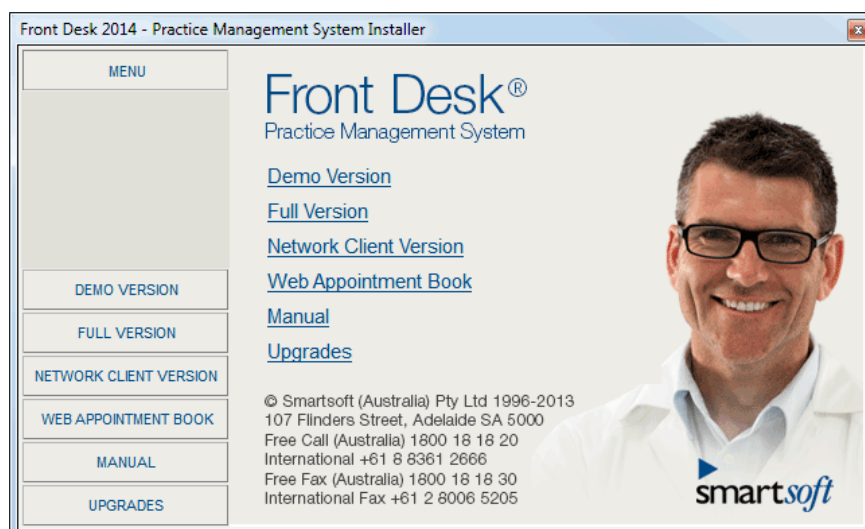 Front Desk 2014 - Practice Management System Installer
MENU
DEMO VERSION
FULL VERSION
NETWORK CLIENT VERSION
WEB APPOINTMENT BOOK
MANUAL
UPGRADES
Front Desk®
Practice Management System
Demo Version
Full Version
Network Client Version
Web Appointment Book
Manual
Upgrades
© Smartsoft (Australia) Pty Ltd 1996-2013
107 Flinders Street, Adelaide SA 5000
Free Call (Australia) 1800 18 18 20
International +61 8 8361 2666
Free Fax (Australia) 1800 18 18 30
International Fax +61 2 8006 5205
smartsoft